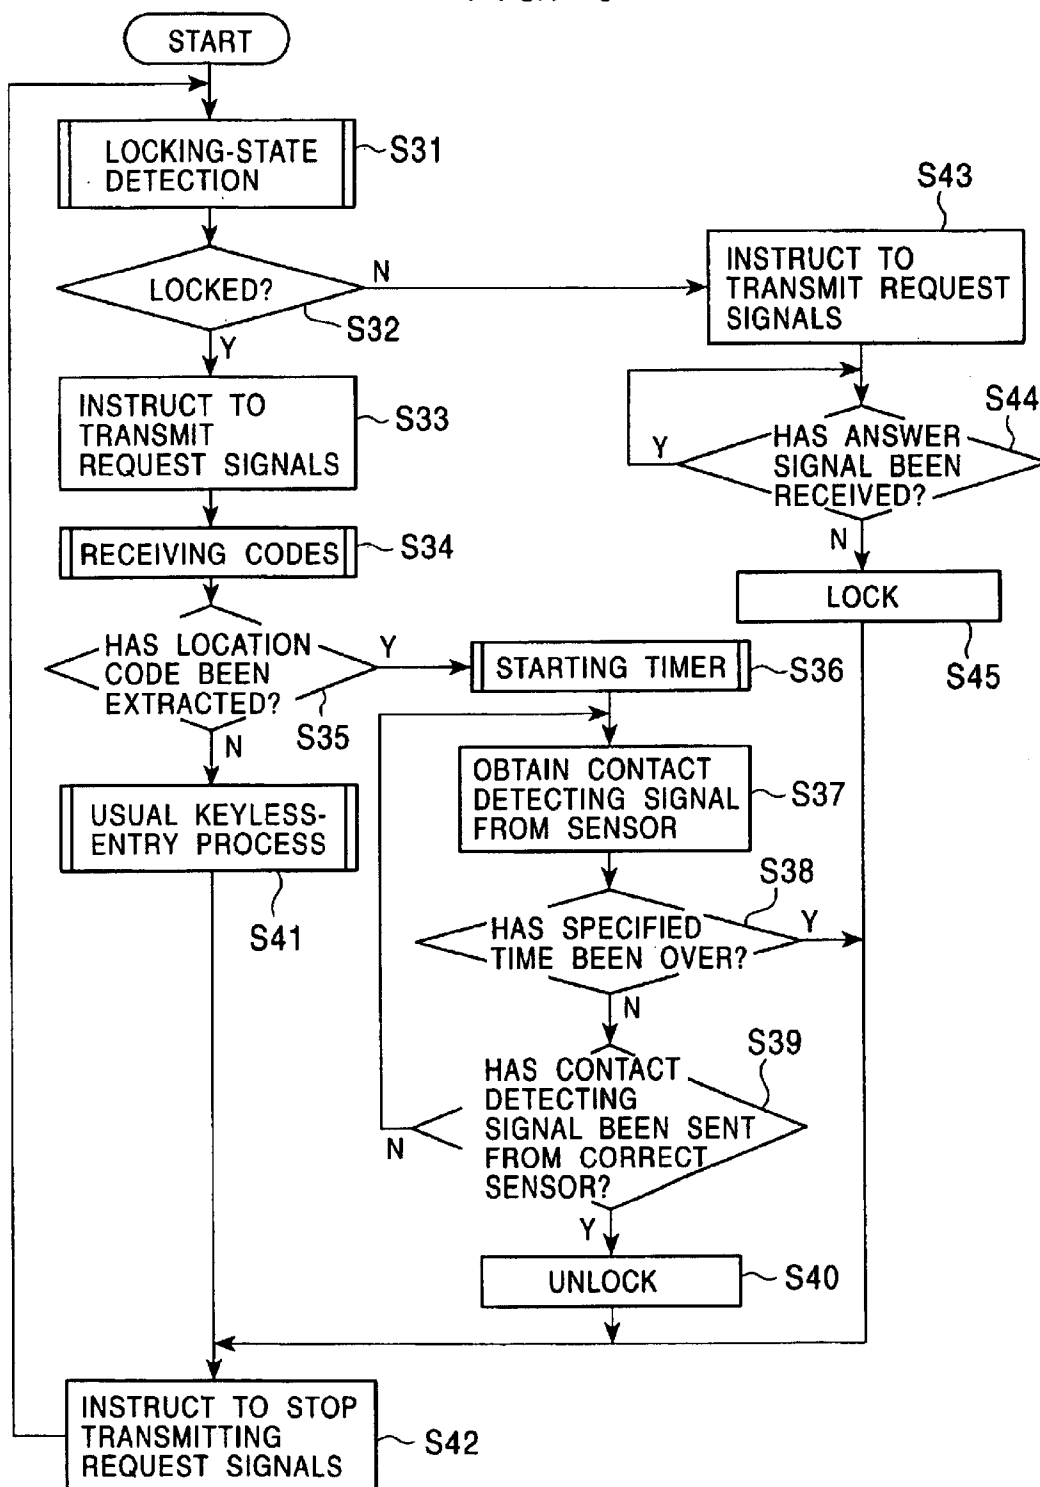 START
LOCKING-STATE
DETECTION
S31
LOCKED?
N
S32
Y
INSTRUCT TO
TRANSMIT
REQUEST SIGNALS
S33
RECEIVING CODES
S34
HAS LOCATION
CODE BEEN
EXTRACTED?
Y
S35
N
USUAL KEYLESS-
ENTRY PROCESS
S41
STARTING TIMER
S36
OBTAIN CONTACT
DETECTING SIGNAL
FROM SENSOR
S37
S38
HAS SPECIFIED
TIME BEEN OVER?
Y
N
S39
HAS CONTACT
DETECTING
SIGNAL BEEN SENT
FROM CORRECT
SENSOR?
N
Y
UNLOCK
S40
S43
INSTRUCT TO
TRANSMIT REQUEST
SIGNALS
S44
HAS ANSWER
SIGNAL BEEN
RECEIVED?
Y
N
LOCK
S45
INSTRUCT TO STOP
TRANSMITTING
REQUEST SIGNALS
S42